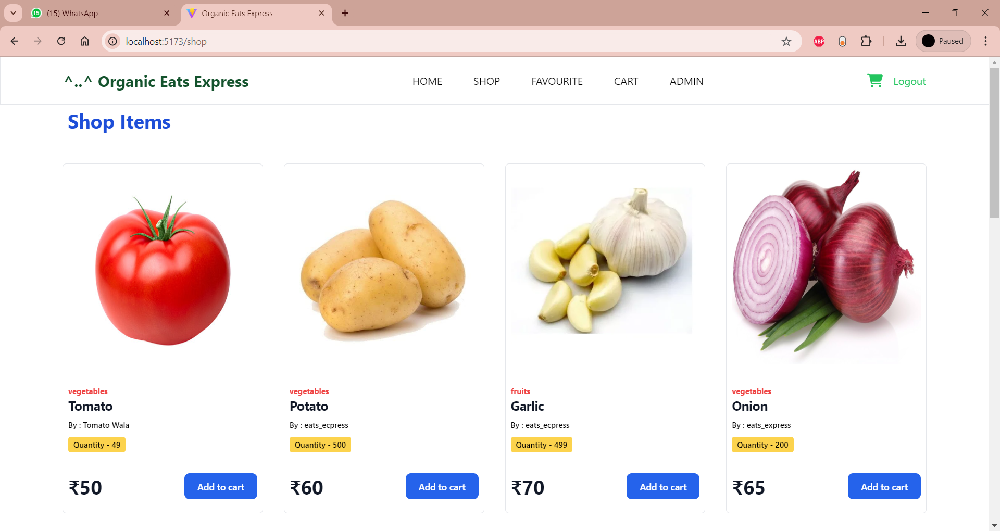 (15) WhatsApp
Organic Eats Express
localhost:5173/shop
ABP
Paused
^..^ Organic Eats Express
HOME SHOP FAVOURITE CART ADMIN
Logout
Shop Items
vegetables
Tomato
By : Tomato Wala
Quantity - 49
₹50
Add to cart
vegetables
Potato
By : eats_ecpress
Quantity - 500
₹60
Add to cart
fruits
Garlic
By : eats_ecpress
Quantity - 499
₹70
Add to cart
vegetables
Onion
By : eats_express
Quantity - 200
₹65
Add to cart